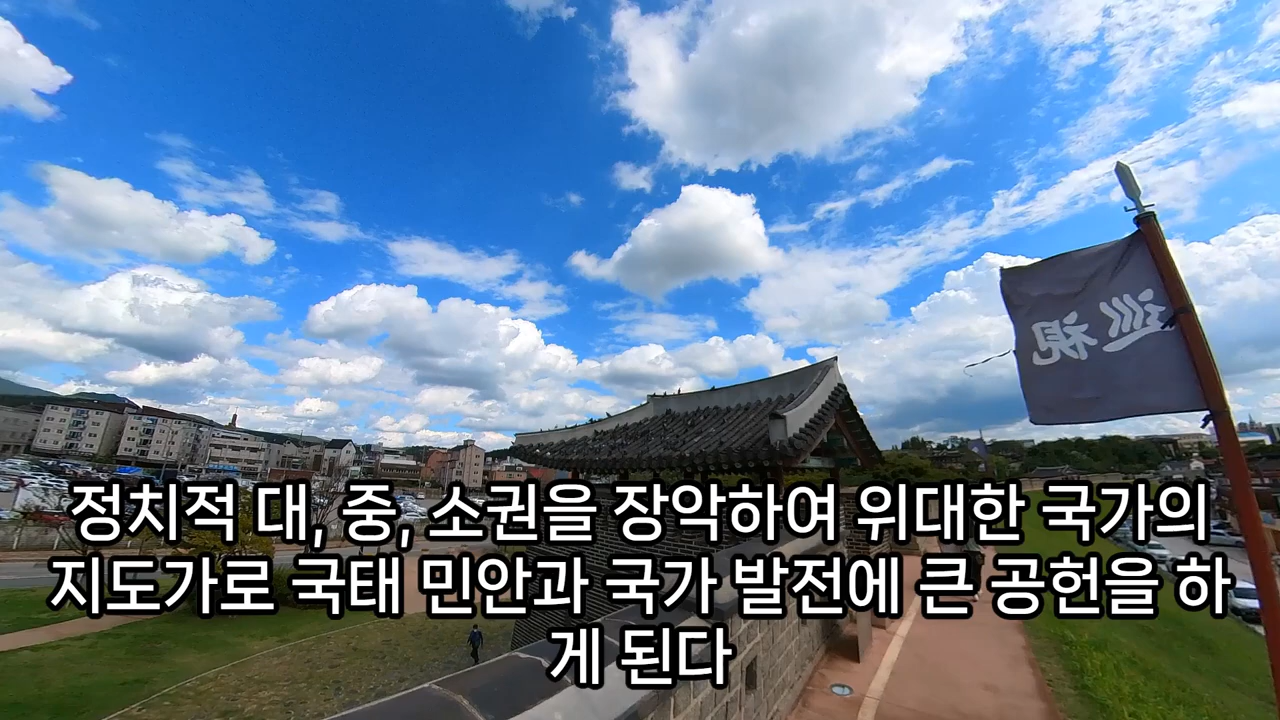 巡視
정치적 대, 중, 소권을 장악하여 위대한 국가의
지도가로 국태 민안과 국가 발전에 큰 공헌을 하
게 된다